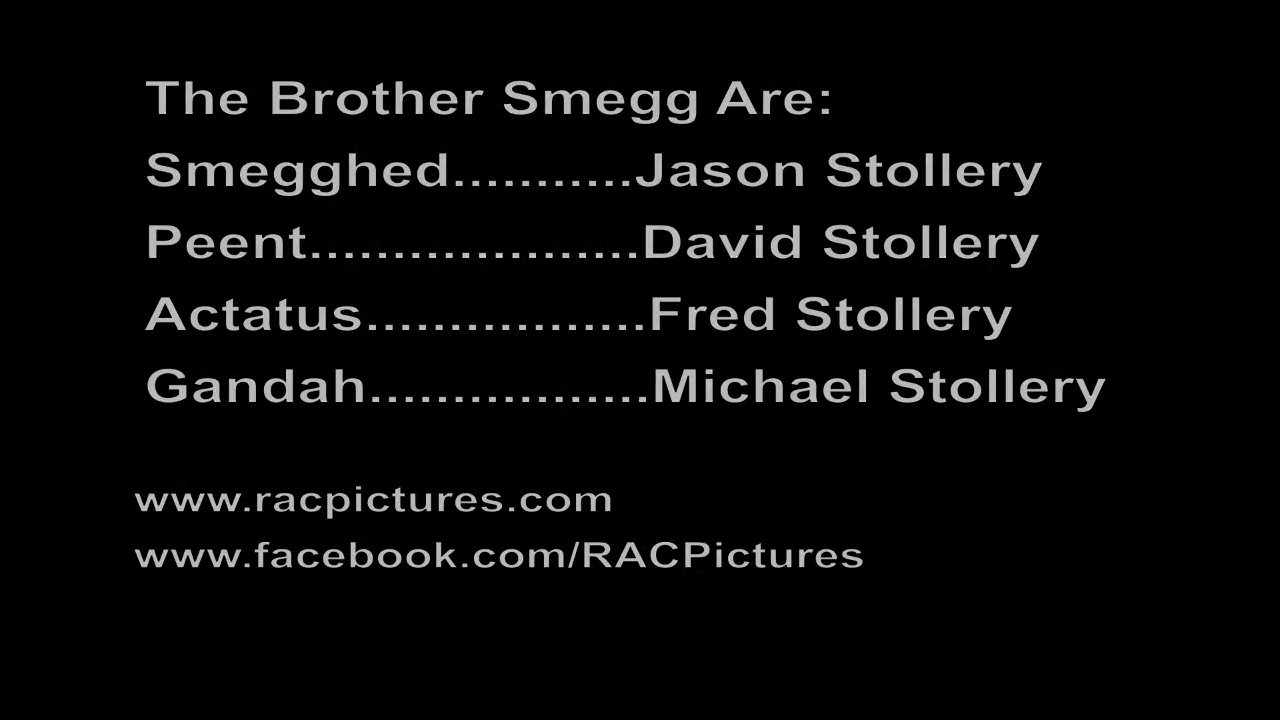 The Brother Smegg Are:
Smegghed...........Jason Stollery
Peent....................David Stollery
Actatus.................Fred Stollery
Gandah.................Michael Stollery
www.racpictures.com
www.facebook.com/RACPictures